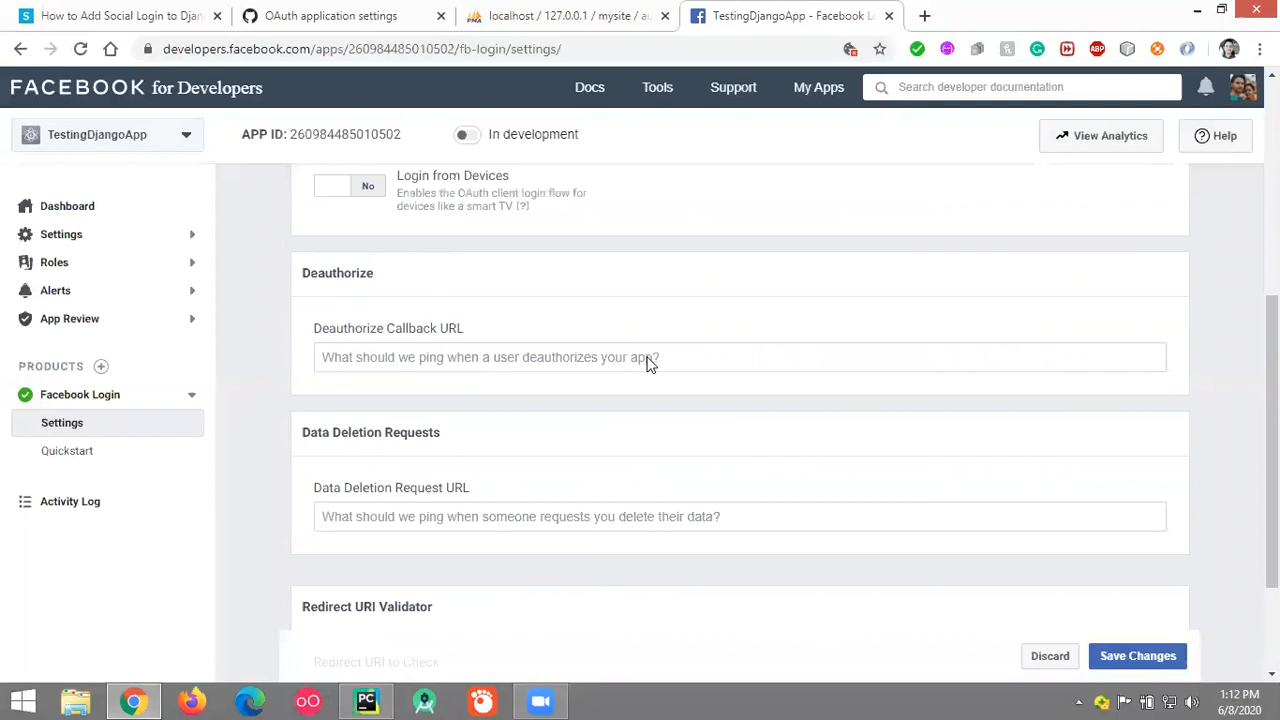 How to Add Social Login to Djan
OAuth application settings
localhost / 127.0.0.1 / mysite / au
TestingDjangoApp - Facebook Lo
developers.facebook.com/apps/260984485010502/fb-login/settings/
FACEBOOK for Developers
Docs
Tools
Support
My Apps
Search developer documentation
TestingDjangoApp
APP ID: 260984485010502
In development
View Analytics
Help
Dashboard
Settings
Roles
Alerts
App Review
PRODUCTS
Facebook Login
Settings
Quickstart
Activity Log
No
Login from Devices
Enables the OAuth client login flow for
devices like a smart TV [?]
Deauthorize
Deauthorize Callback URL
What should we ping when a user deauthorizes your app?
Data Deletion Requests
Data Deletion Request URL
What should we ping when someone requests you delete their data?
Redirect URI Validator
Redirect URI to Check
Discard
Save Changes
1:12 PM
6/8/2020